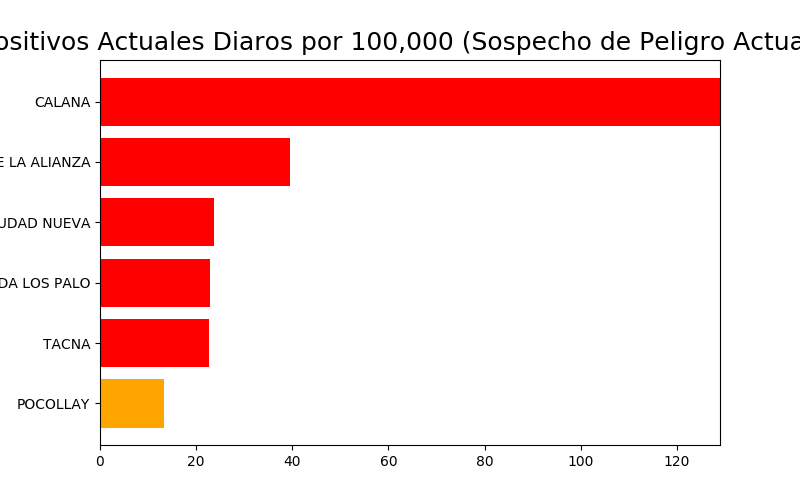 ositivos Actuales Diaros por 100,000 (Sospecho de Peligro Actua
CALANA
E LA ALIANZA
UDAD NUEVA
DA LOS PALO
TACNA
POCOLLAY
0 20 40 60 80 100 120